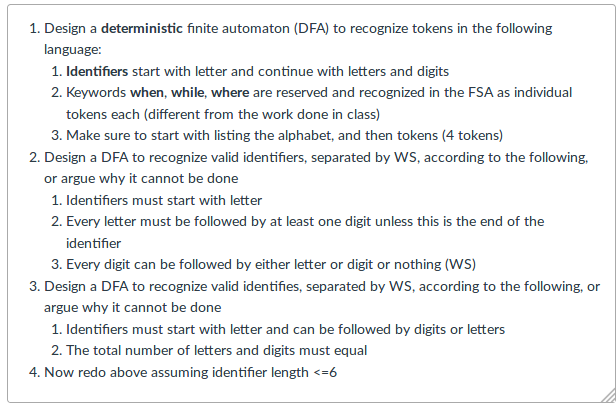 1. Design a deterministic finite automaton (DFA) to recognize tokens in the following
language:
1. Identifiers start with letter and continue with letters and digits
2. Keywords when, while, where are reserved and recognized in the FSA as individual
tokens each (different from the work done in class)
3. Make sure to start with listing the alphabet, and then tokens (4 tokens)
2. Design a DFA to recognize valid identifiers, separated by WS, according to the following,
or argue why it cannot be done
1. Identifiers must start with letter
2. Every letter must be followed by at least one digit unless this is the end of the
identifier
3. Every digit can be followed by either letter or digit or nothing (WS)
3. Design a DFA to recognize valid identifies, separated by WS, according to the following, or
argue why it cannot be done
1. Identifiers must start with letter and can be followed by digits or letters
2. The total number of letters and digits must equal
4. Now redo above assuming identifier length <=6